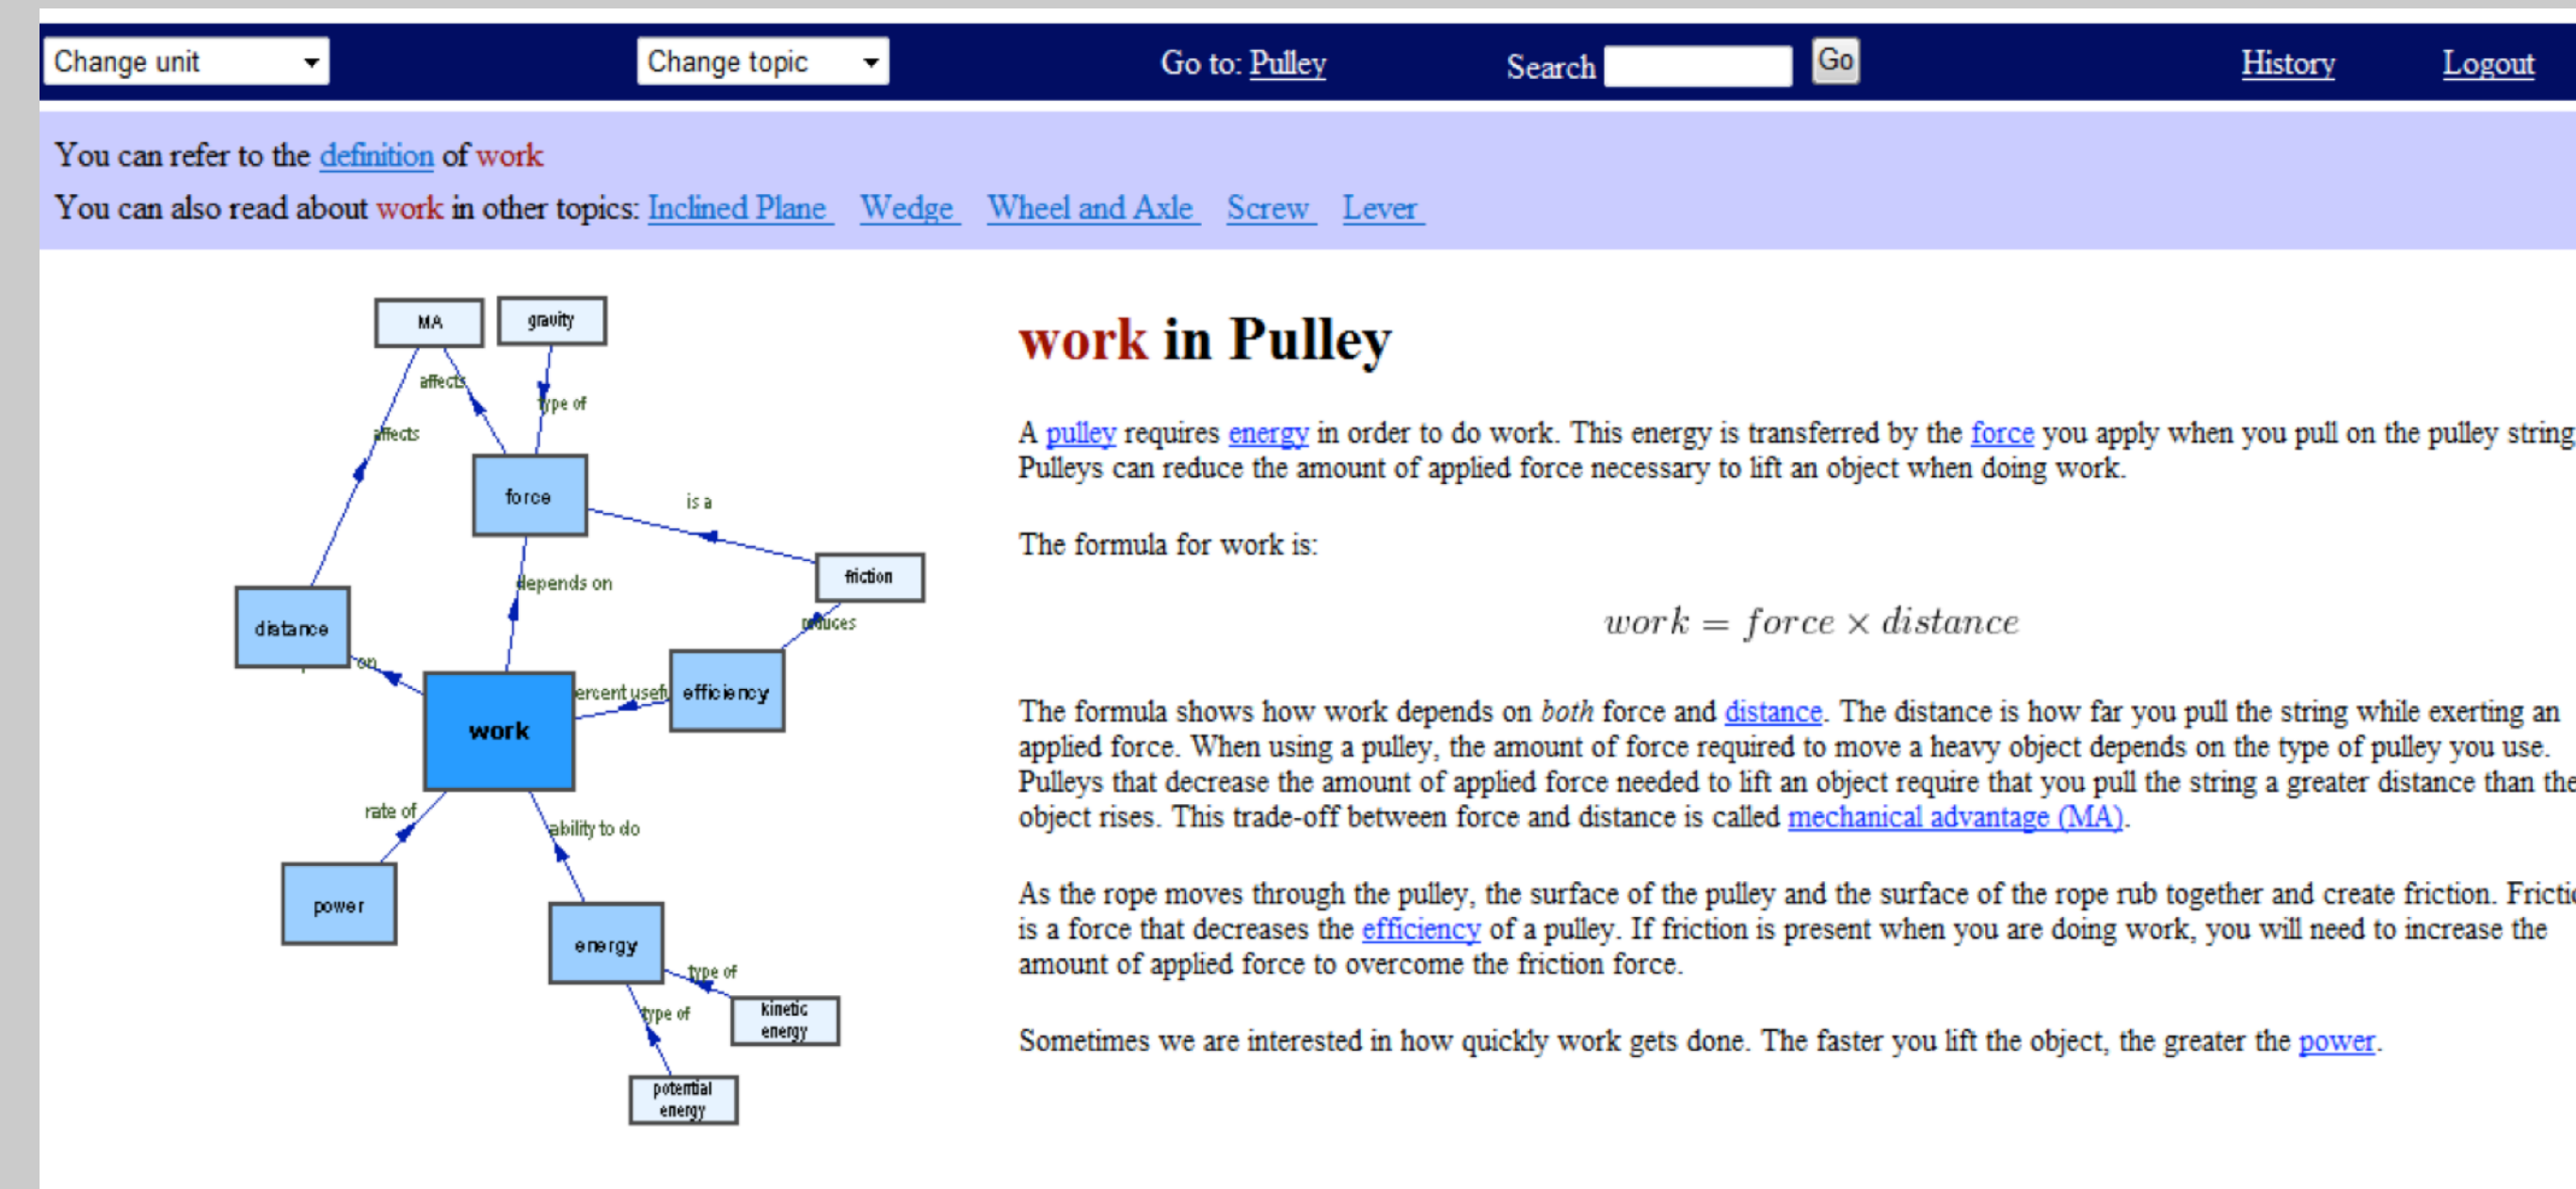 Change unit
Change topic
Go to: Pulley
Search
Go
History
Logout
You can refer to the definition of work
You can also read about work in other topics: Inclined Plane Wedge Wheel and Axle Screw Lever
MA
gravity
affects
type of
affects
force
is a
depends on
friction
distance
reduces
on
ercent usefu
efficiency
work
rate of
ability to do
power
energy
type of
type of
kinetic
energy
potential
energy
work in Pulley
A pulley requires energy in order to do work. This energy is transferred by the force you apply when you pull on the pulley string
Pulleys can reduce the amount of applied force necessary to lift an object when doing work.
The formula for work is:
work = force × distance
The formula shows how work depends on both force and distance. The distance is how far you pull the string while exerting an
applied force. When using a pulley, the amount of force required to move a heavy object depends on the type of pulley you use.
Pulleys that decrease the amount of applied force needed to lift an object require that you pull the string a greater distance than the
object rises. This trade-off between force and distance is called mechanical advantage (MA).
As the rope moves through the pulley, the surface of the pulley and the surface of the rope rub together and create friction. Fricti
is a force that decreases the efficiency of a pulley. If friction is present when you are doing work, you will need to increase the
amount of applied force to overcome the friction force.
Sometimes we are interested in how quickly work gets done. The faster you lift the object, the greater the power.